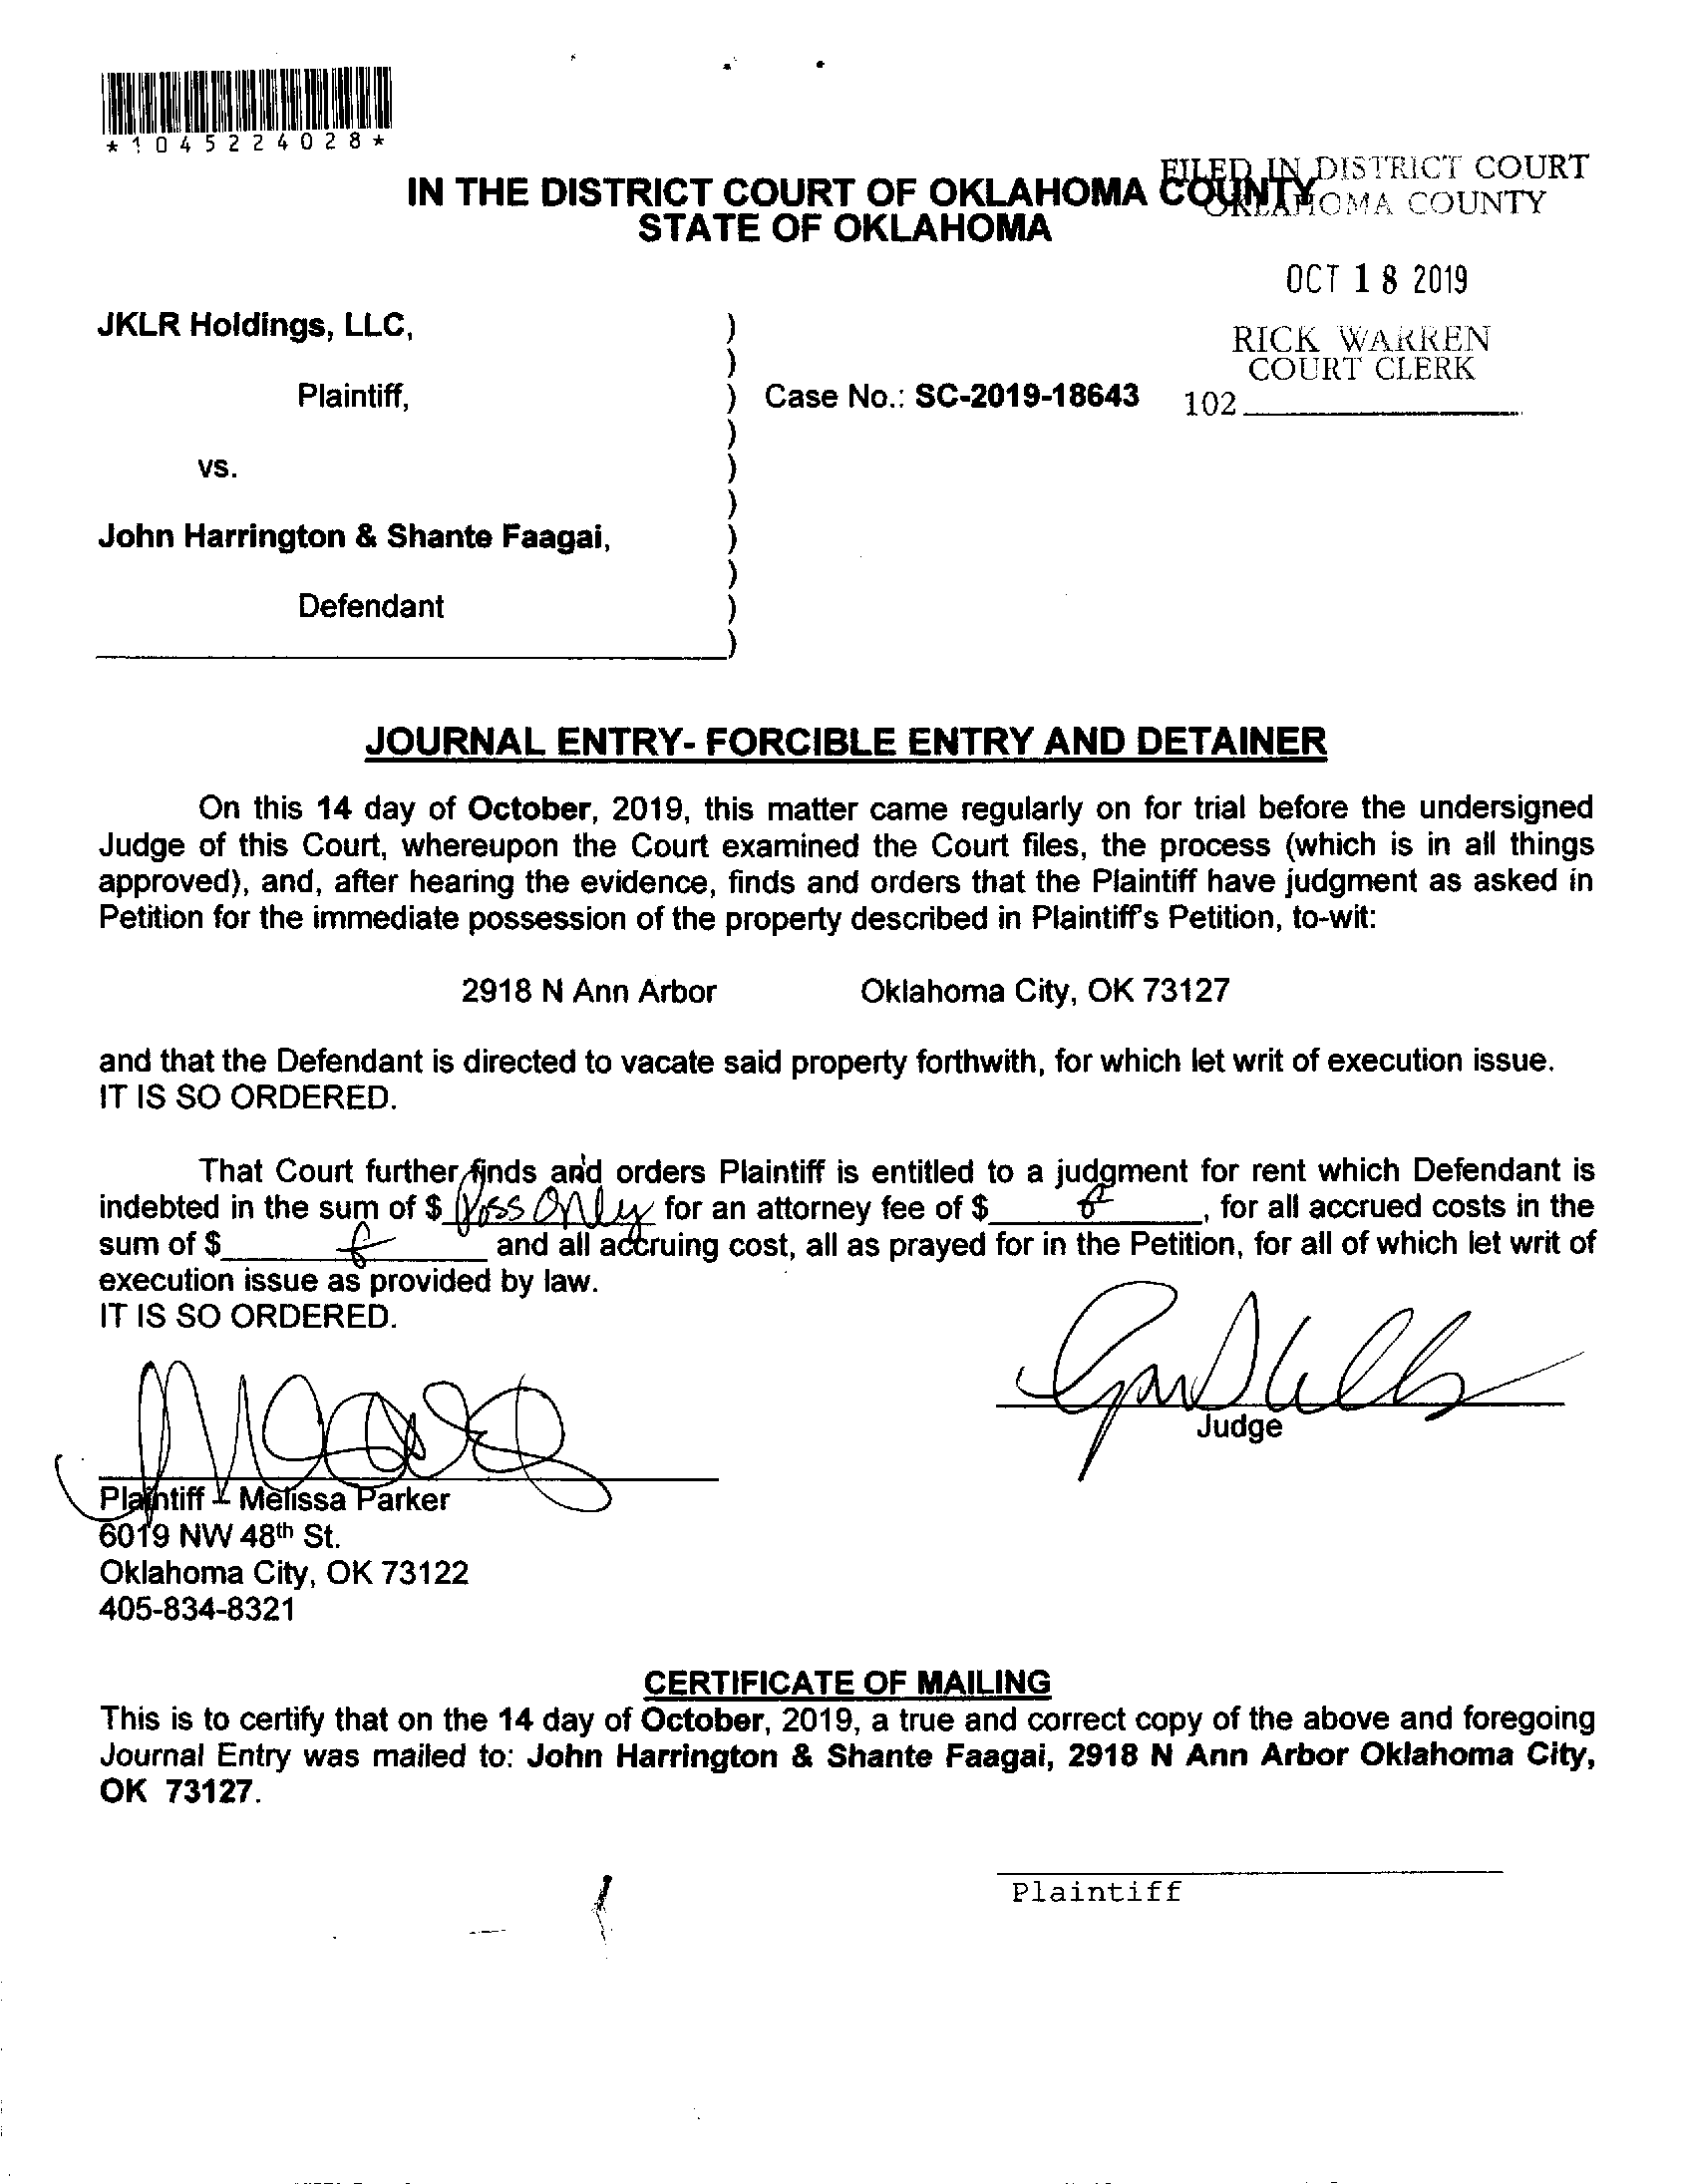 *1045224028*
IN THE DISTRICT COURT OF OKLAHOMA COUNTY
STATE OF OKLAHOMA
FILED IN DISTRICT COURT
OKLAHOMA COUNTY
OCT 18 2019
RICK WARREN
COURT CLERK
102
JKLR Holdings, LLC, )
)
Plaintiff, ) Case No.: SC-2019-18643
)
vs. )
)
John Harrington & Shante Faagai, )
)
Defendant )
)
JOURNAL ENTRY- FORCIBLE ENTRY AND DETAINER
On this 14 day of October, 2019, this matter came regularly on for trial before the undersigned
Judge of this Court, whereupon the Court examined the Court files, the process (which is in all things
approved), and, after hearing the evidence, finds and orders that the Plaintiff have judgment as asked in
Petition for the immediate possession of the property described in Plaintiff's Petition, to-wit:
2918 N Ann Arbor Oklahoma City, OK 73127
and that the Defendant is directed to vacate said property forthwith, for which let writ of execution issue.
IT IS SO ORDERED.
That Court further finds and orders Plaintiff is entitled to a judgment for rent which Defendant is
indebted in the sum of $ Poss Only for an attorney fee of $ , for all accrued costs in the
sum of $ and all accruing cost, all as prayed for in the Petition, for all of which let writ of
execution issue as provided by law.
IT IS SO ORDERED.
Judge
Plaintiff - Melissa Parker
6019 NW 48th St.
Oklahoma City, OK 73122
405-834-8321
CERTIFICATE OF MAILING
This is to certify that on the 14 day of October, 2019, a true and correct copy of the above and foregoing
Journal Entry was mailed to: John Harrington & Shante Faagai, 2918 N Ann Arbor Oklahoma City,
OK 73127.
Plaintiff